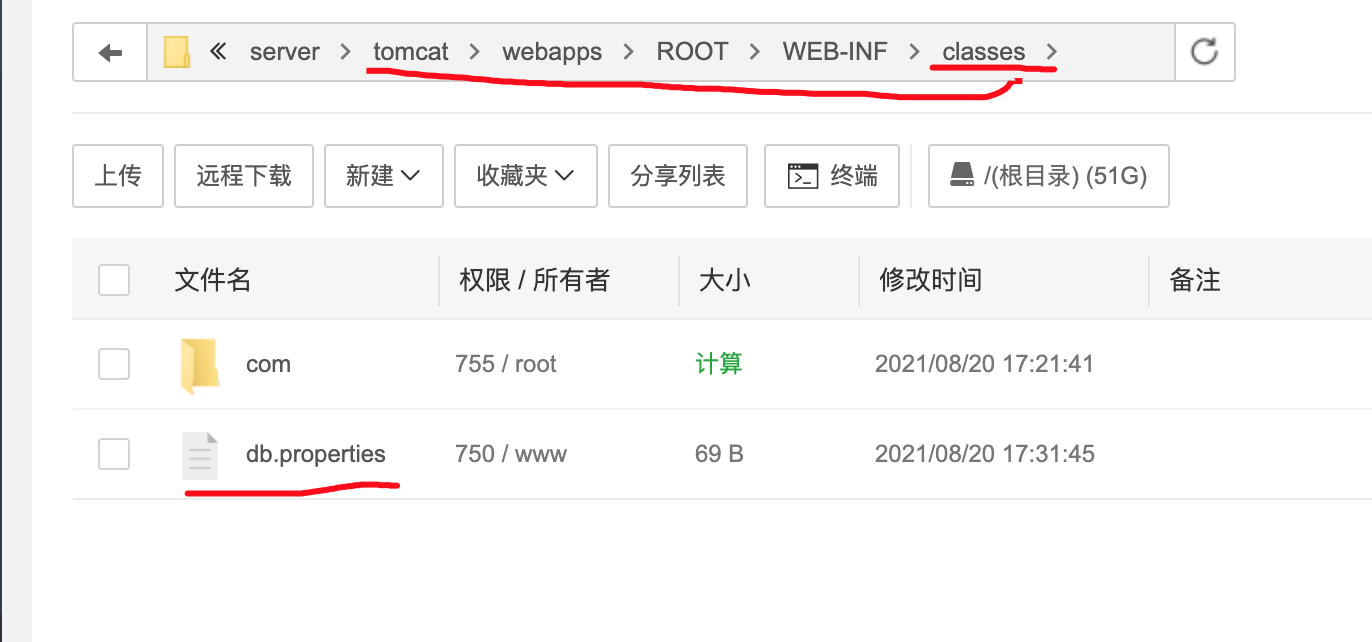 « server > tomcat > webapps > ROOT > WEB-INF > classes >
上传 远程下载 新建 收藏夹 分享列表 终端 /(根目录) (51G)
文件名 权限 / 所有者 大小 修改时间 备注
com 755 / root 计算 2021/08/20 17:21:41
db.properties 750 / www 69 B 2021/08/20 17:31:45